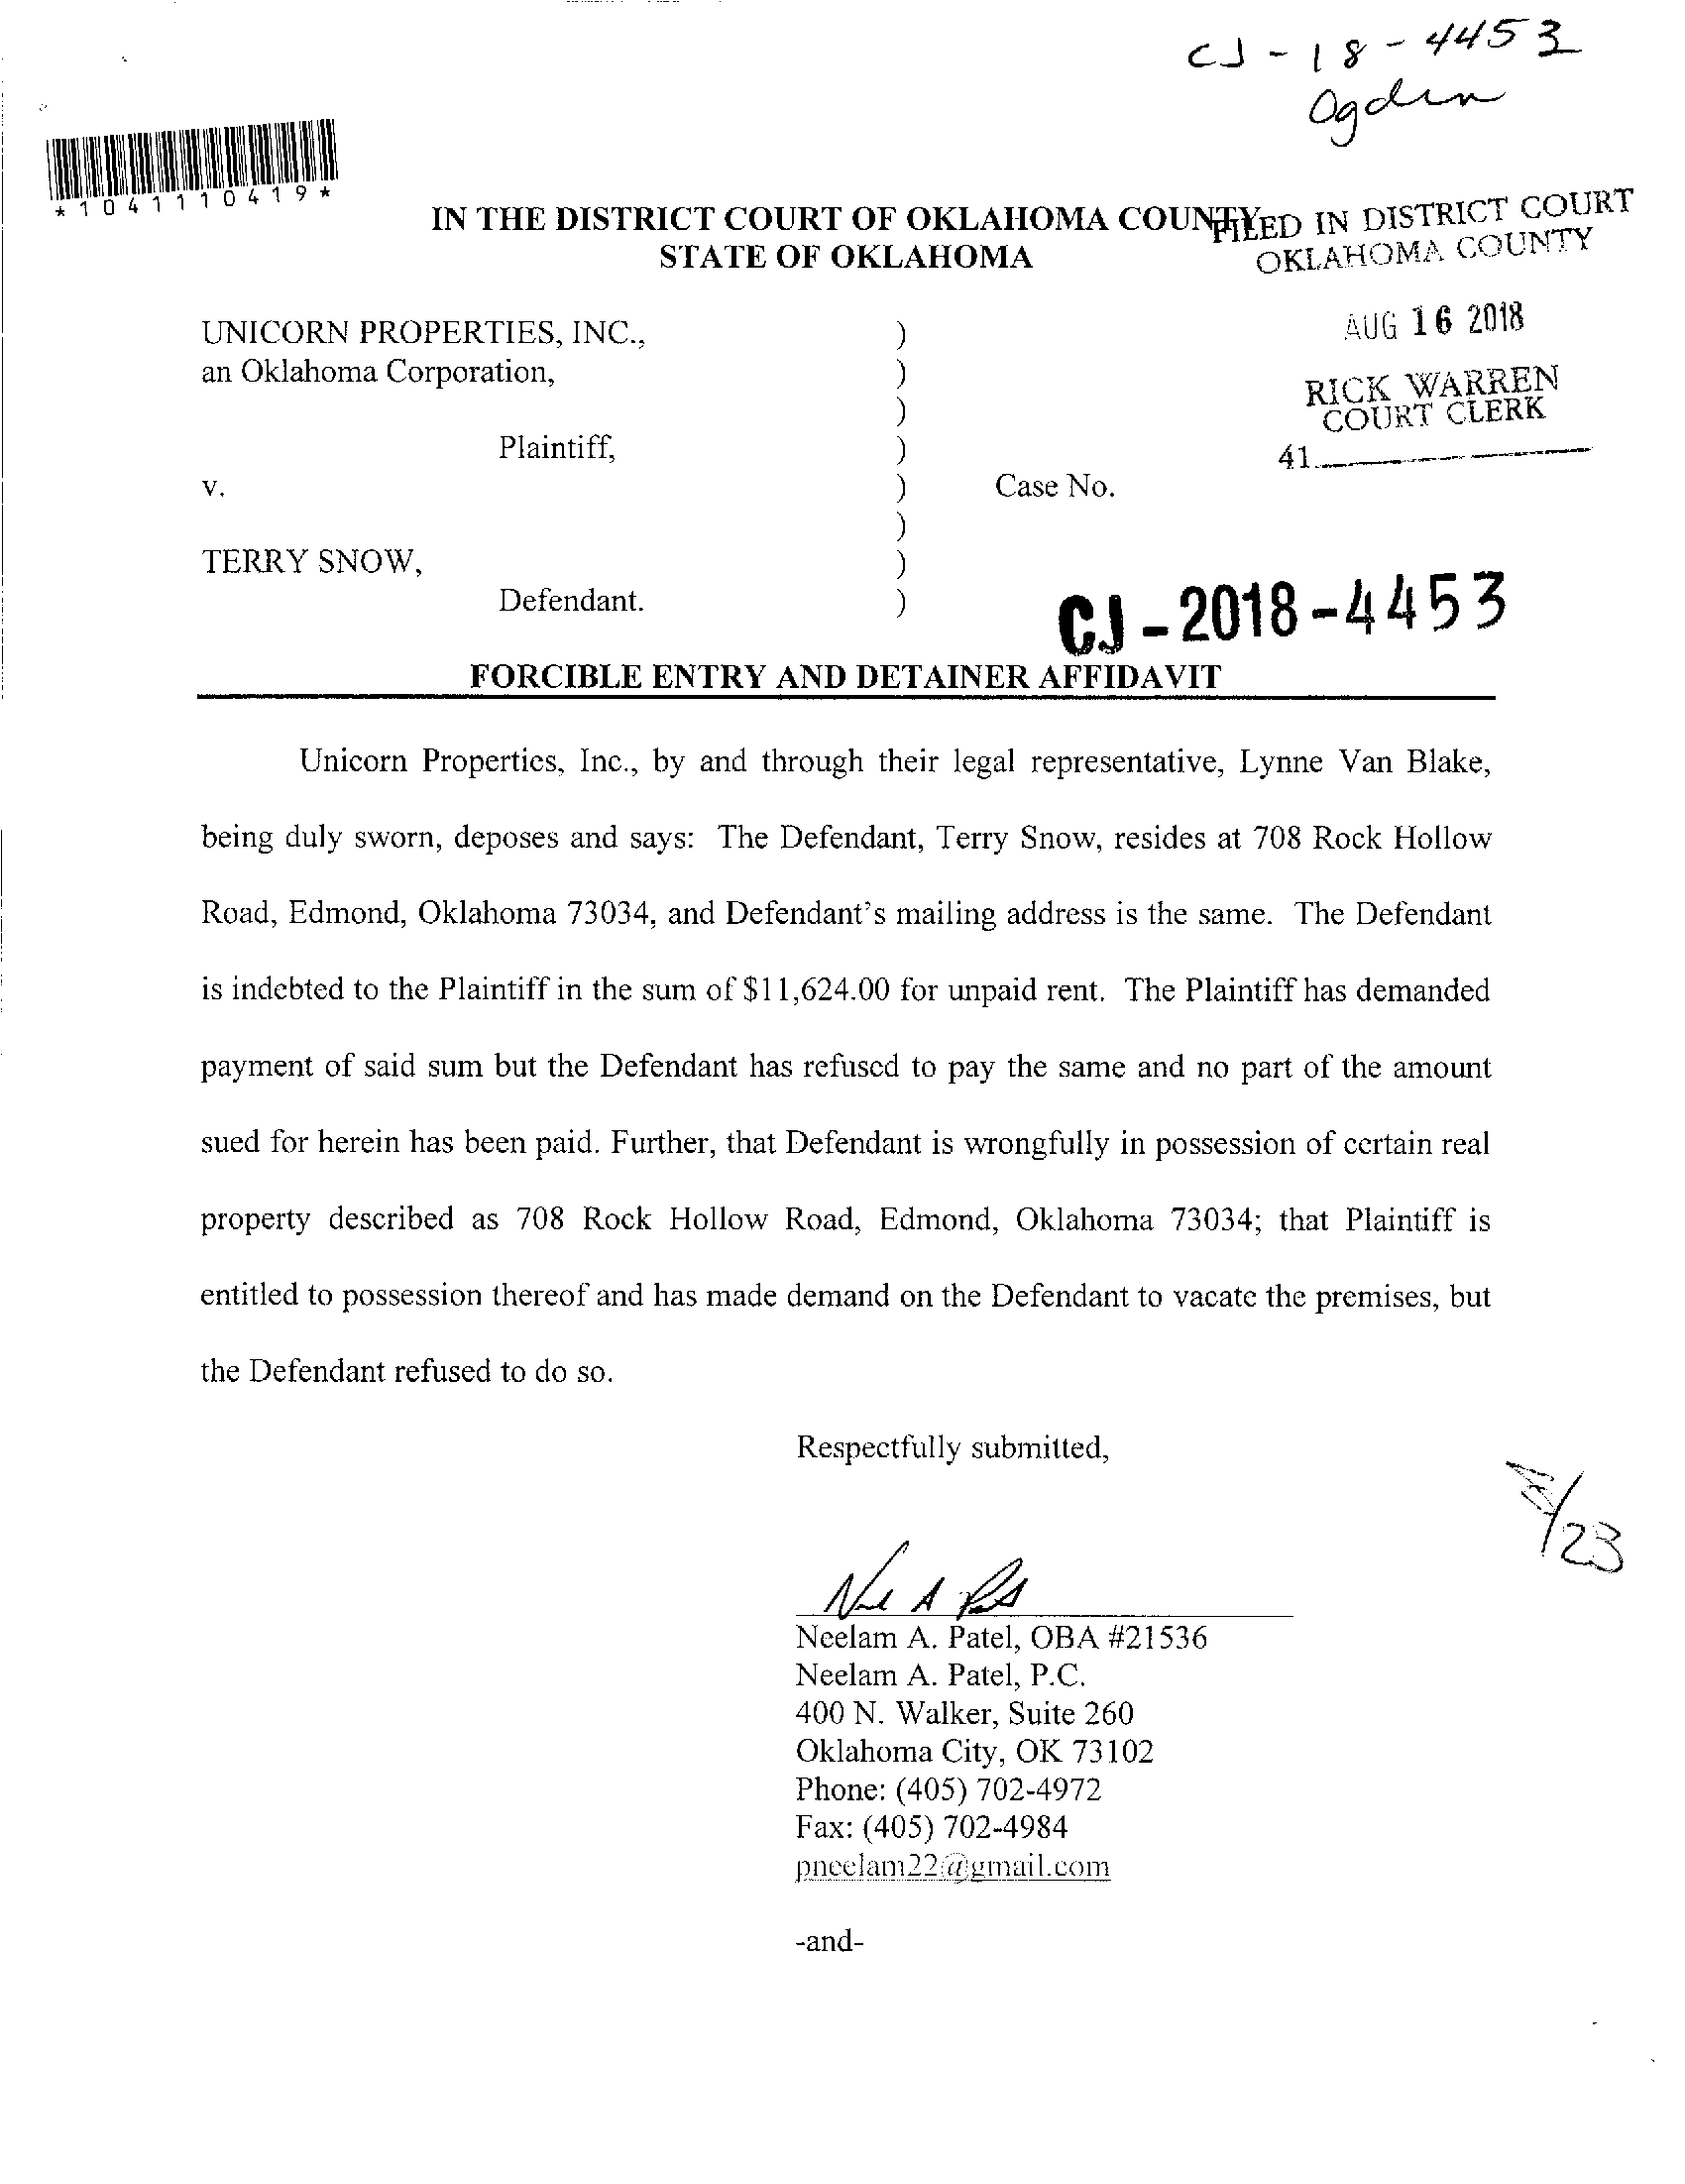 CJ-18-4453
Ogden
*1041110419*
IN THE DISTRICT COURT OF OKLAHOMA COUNTY
STATE OF OKLAHOMA
FILED IN DISTRICT COURT
OKLAHOMA COUNTY
AUG 16 2018
RICK WARREN
COURT CLERK
41
UNICORN PROPERTIES, INC., )
an Oklahoma Corporation, )
)
Plaintiff, )
v. ) Case No.
)
TERRY SNOW, )
Defendant. )
CJ-2018-4453
FORCIBLE ENTRY AND DETAINER AFFIDAVIT
Unicorn Properties, Inc., by and through their legal representative, Lynne Van Blake,
being duly sworn, deposes and says: The Defendant, Terry Snow, resides at 708 Rock Hollow
Road, Edmond, Oklahoma 73034, and Defendant's mailing address is the same. The Defendant
is indebted to the Plaintiff in the sum of $11,624.00 for unpaid rent. The Plaintiff has demanded
payment of said sum but the Defendant has refused to pay the same and no part of the amount
sued for herein has been paid. Further, that Defendant is wrongfully in possession of certain real
property described as 708 Rock Hollow Road, Edmond, Oklahoma 73034; that Plaintiff is
entitled to possession thereof and has made demand on the Defendant to vacate the premises, but
the Defendant refused to do so.
Respectfully submitted,
Neelam A. Patel, OBA #21536
Neelam A. Patel, P.C.
400 N. Walker, Suite 260
Oklahoma City, OK 73102
Phone: (405) 702-4972
Fax: (405) 702-4984
pneelam22@gmail.com
-and-